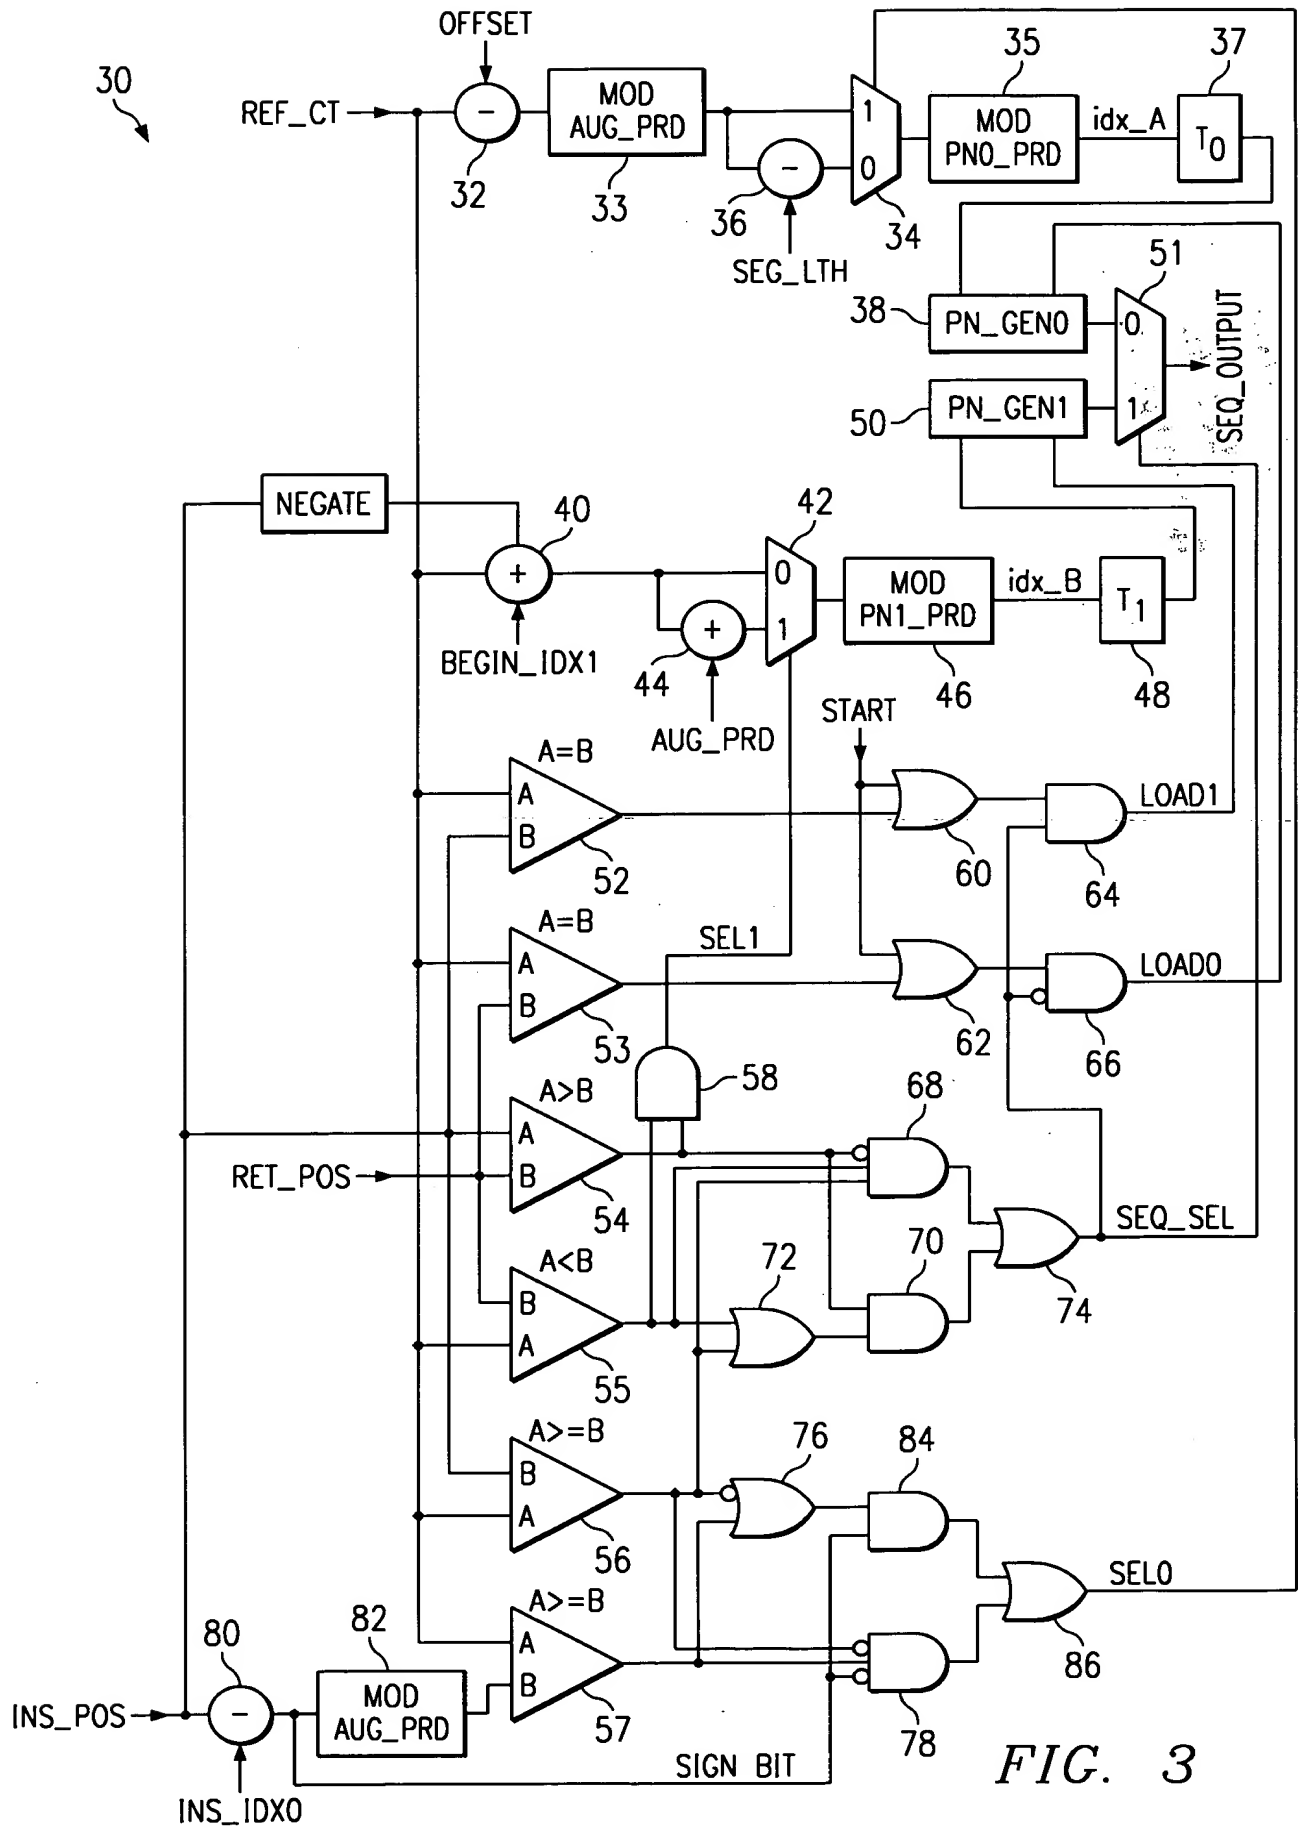 OFFSET
30
REF_CT
−
32
MOD
AUG_PRD
33
−
36
SEG_LTH
1
0
34
35
MOD
PN0_PRD
idx_A
37
T0
38
PN_GEN0
50
PN_GEN1
51
0
1
SEQ_OUTPUT
NEGATE
+
40
BEGIN_IDX1
+
44
AUG_PRD
42
0
1
MOD
PN1_PRD
46
idx_B
T1
48
START
A=B
A
B
52
60
64
LOAD1
A=B
A
B
53
SEL1
62
66
LOAD0
58
A>B
A
B
54
RET_POS
68
SEQ_SEL
A<B
B
A
55
72
70
74
A>=B
B
A
56
76
84
SEL0
A>=B
A
B
57
80
82
78
86
INS_POS
−
MOD
AUG_PRD
SIGN BIT
INS_IDX0
FIG. 3